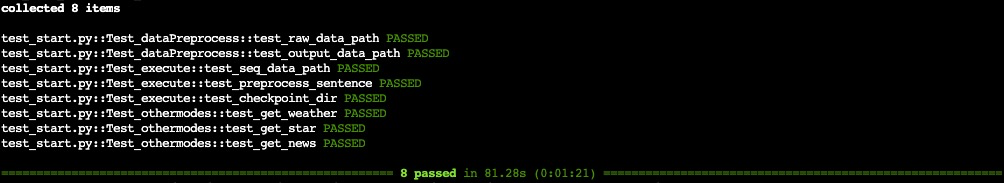 collected 8 items
test_start.py::Test_dataPreprocess::test_raw_data_path PASSED
test_start.py::Test_dataPreprocess::test_output_data_path PASSED
test_start.py::Test_execute::test_seq_data_path PASSED
test_start.py::Test_execute::test_preprocess_sentence PASSED
test_start.py::Test_execute::test_checkpoint_dir PASSED
test_start.py::Test_othermodes::test_get_weather PASSED
test_start.py::Test_othermodes::test_get_star PASSED
test_start.py::Test_othermodes::test_get_news PASSED
======================================================== 8 passed in 81.28s (0:01:21) =========================================================